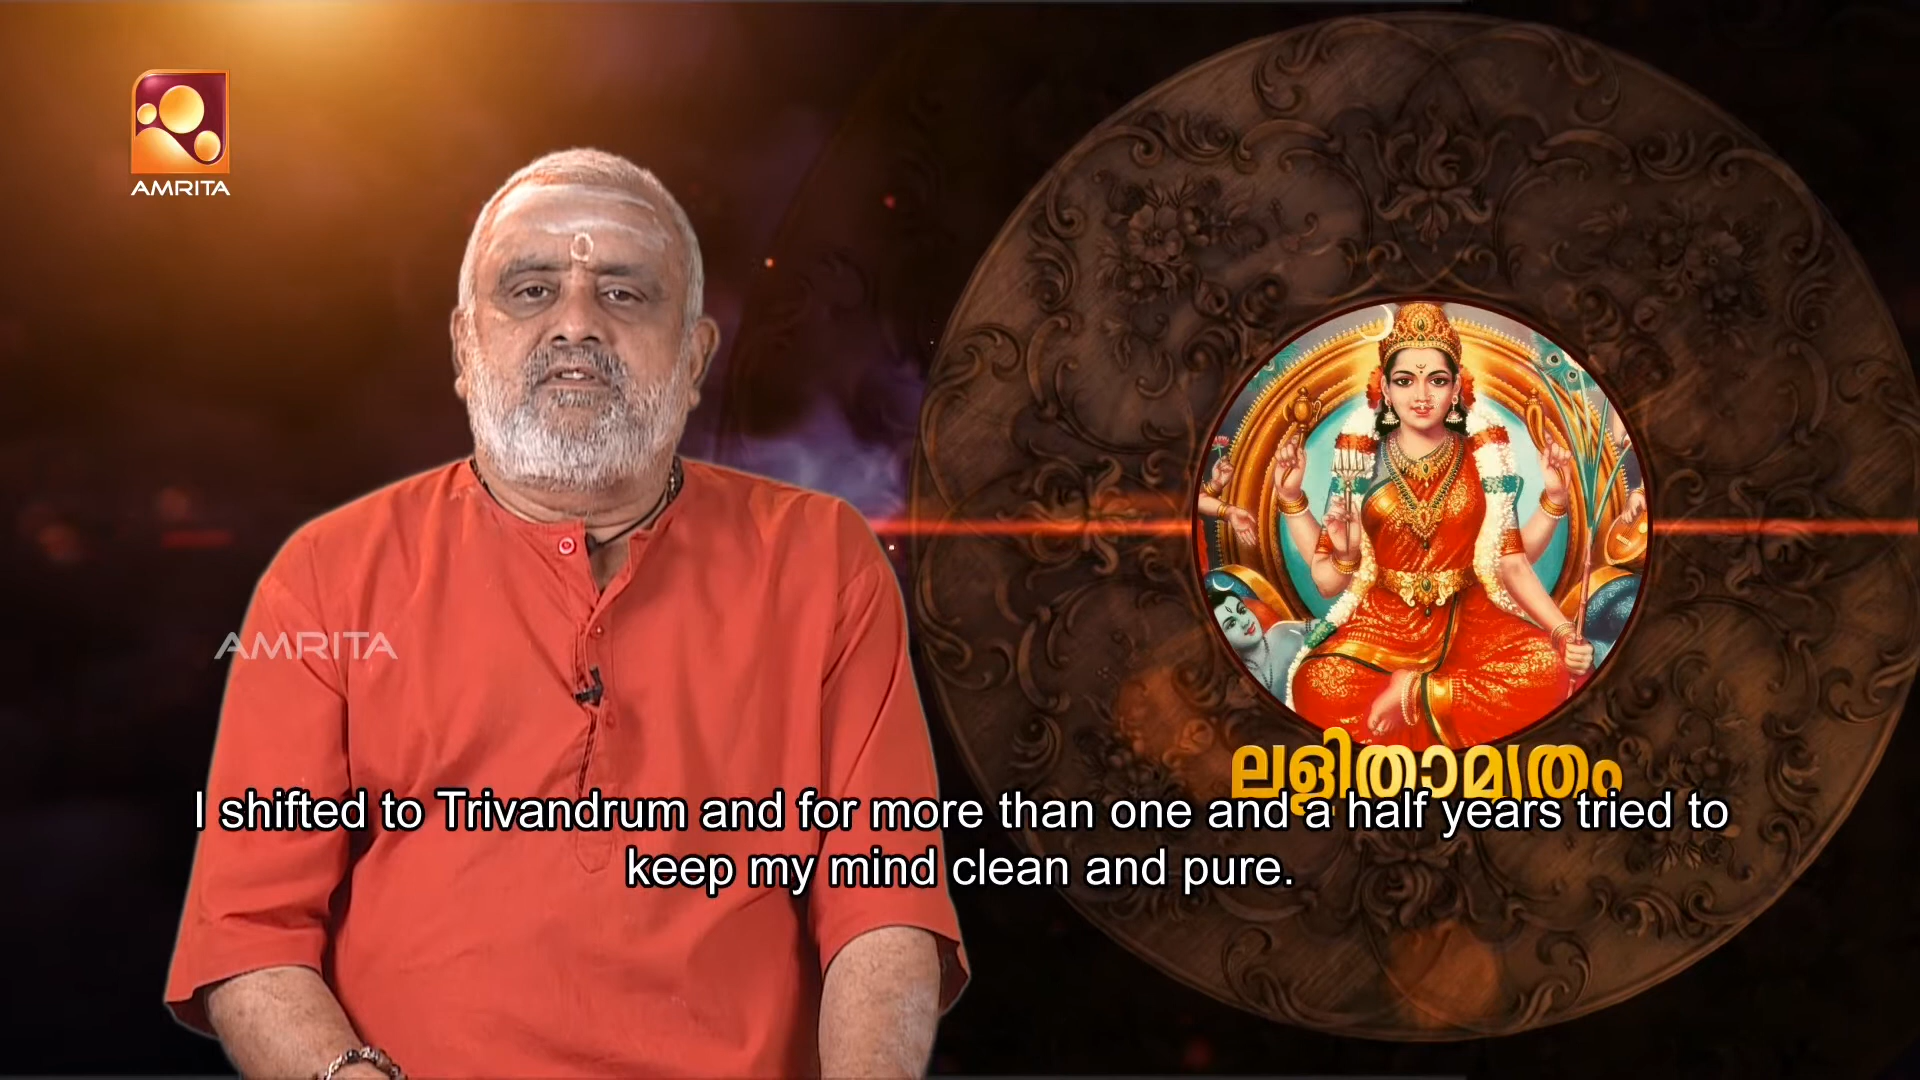 AMRITA
AMRITA
ലളിതാമൃതം
I shifted to Trivandrum and for more than one and a half years tried to
keep my mind clean and pure.